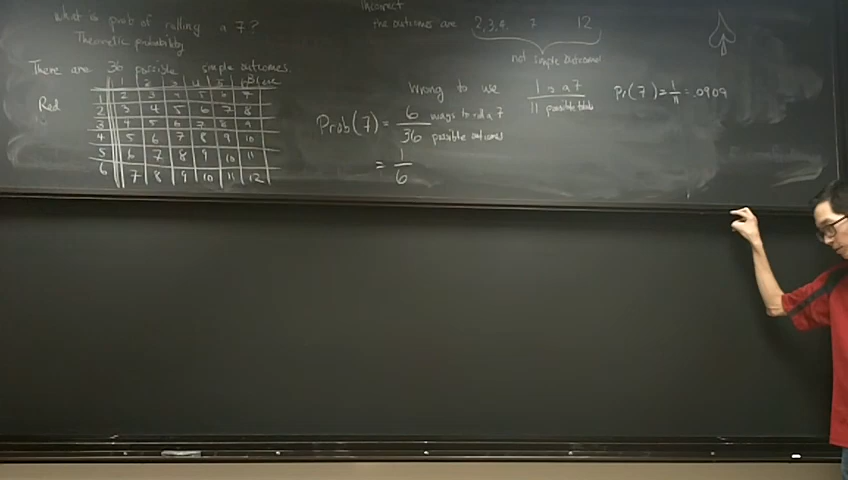 what is prob of rolling a 7?
Theoretic probability
There are 36 possible simple outcomes.
Blue
1 2 3 4 5 6
Red
1 2 3 4 5 6 7
2 3 4 5 6 7 8
3 4 5 6 7 8 9
4 5 6 7 8 9 10
5 6 7 8 9 10 11
6 7 8 9 10 11 12
Prob(7) = 6 ways to roll a 7
36 possible outcomes
= 1
6
Incorrect
the outcomes are 2,3,4, 7 12
not simple outcomes
Wrong to use
1 is a 7
11 possible
Pr(7) = 1/11 = .0909